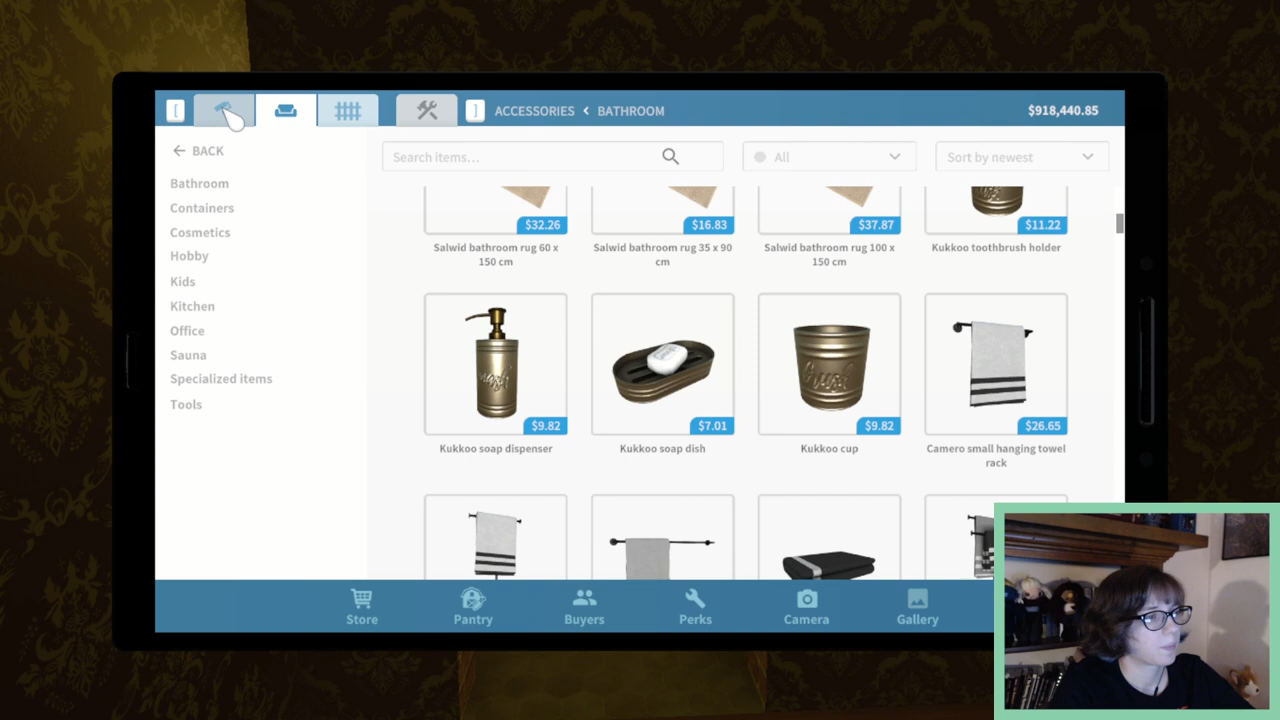 [
] ACCESSORIES < BATHROOM $918,440.85
BACK
Search items...
All
Sort by newest
Bathroom
Containers
Cosmetics
Hobby
Kids
Kitchen
Office
Sauna
Specialized items
Tools
$32.26
$16.83
$37.87
$11.22
Salwid bathroom rug 60 x
150 cm
Salwid bathroom rug 35 x 90
cm
Salwid bathroom rug 100 x
150 cm
Kukkoo toothbrush holder
$9.82
$7.01
hush
$9.82
$26.65
Kukkoo soap dispenser
Kukkoo soap dish
Kukkoo cup
Camero small hanging towel
rack
Store
Pantry
Buyers
Perks
Camera
Gallery